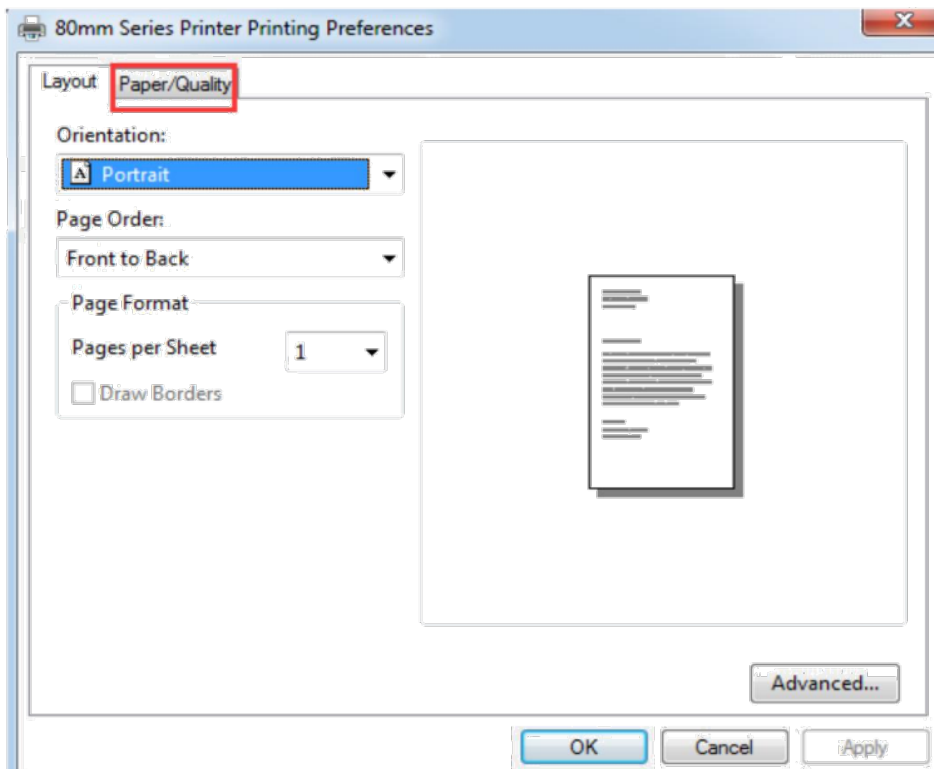 80mm Series Printer Printing Preferences
Layout Paper/Quality
Orientation:
A Portrait
Page Order:
Front to Back
Page Format
Pages per Sheet 1
Draw Borders
Advanced...
OK Cancel Apply